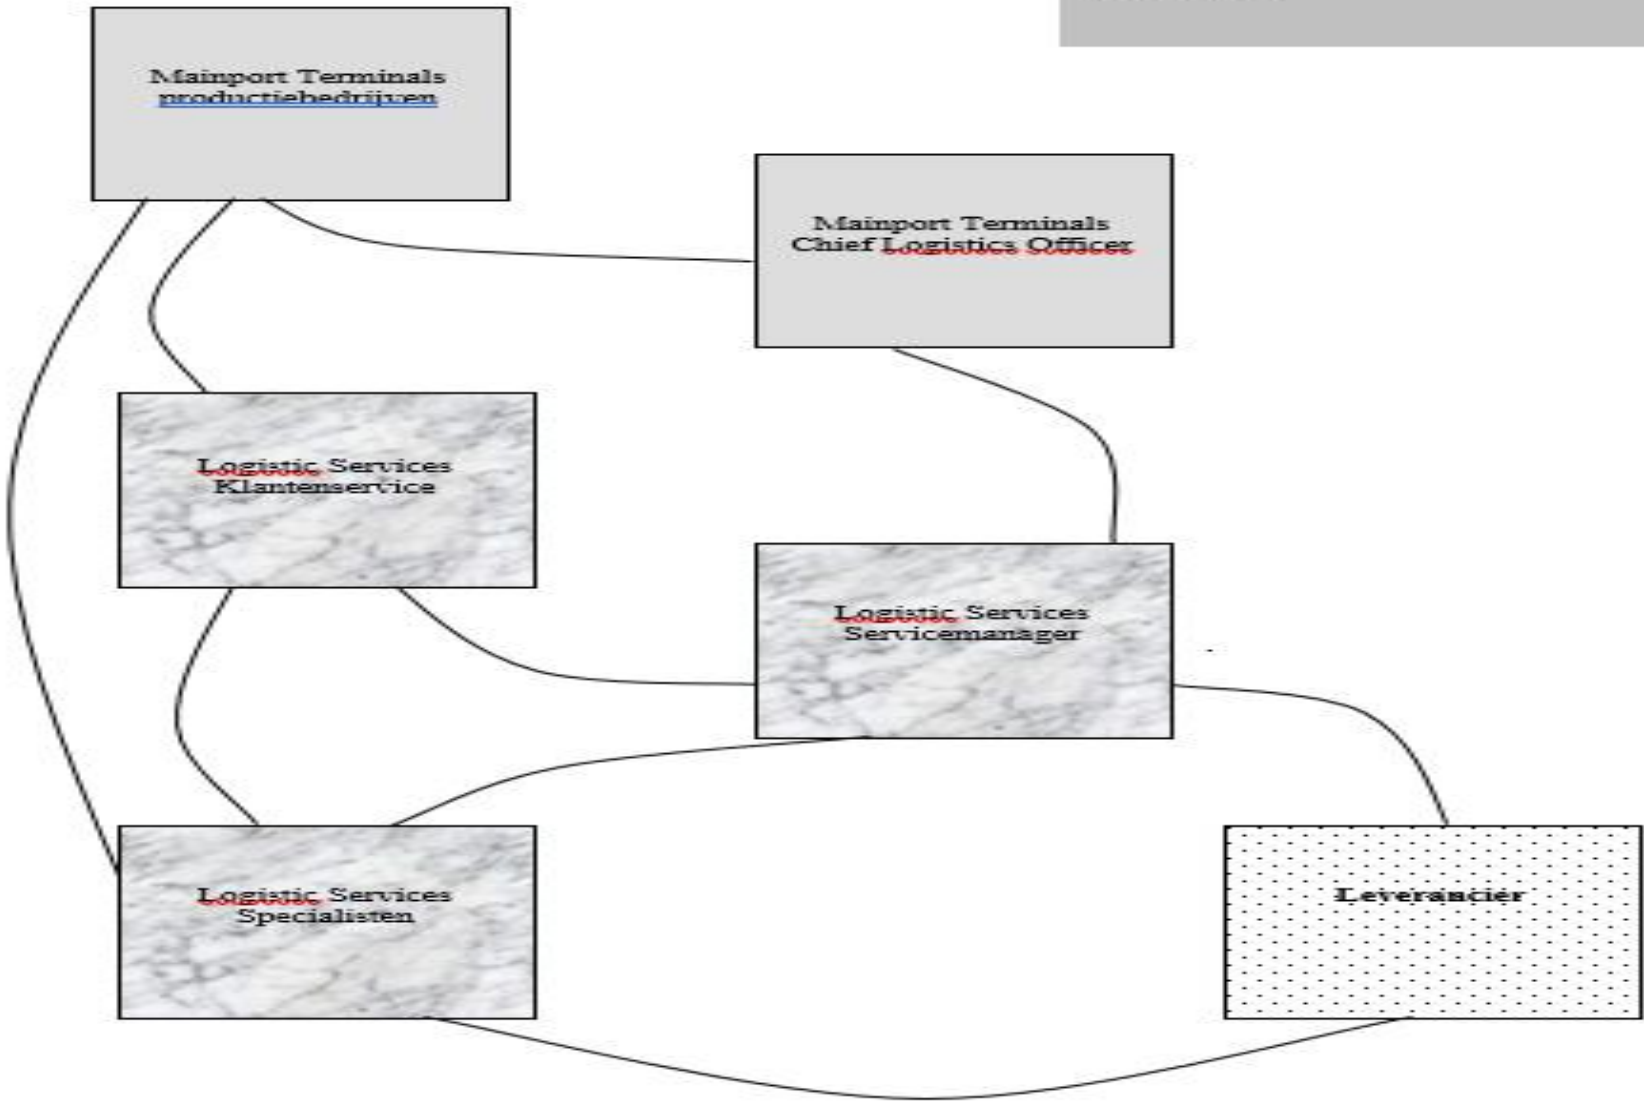 Mainport Terminals
productiebedrijven
Mainport Terminals
Chief Logistics Officer
Logistic Services
Klantenservice
Logistic Services
Servicemanager
Logistic Services
Specialisten
Leverancier